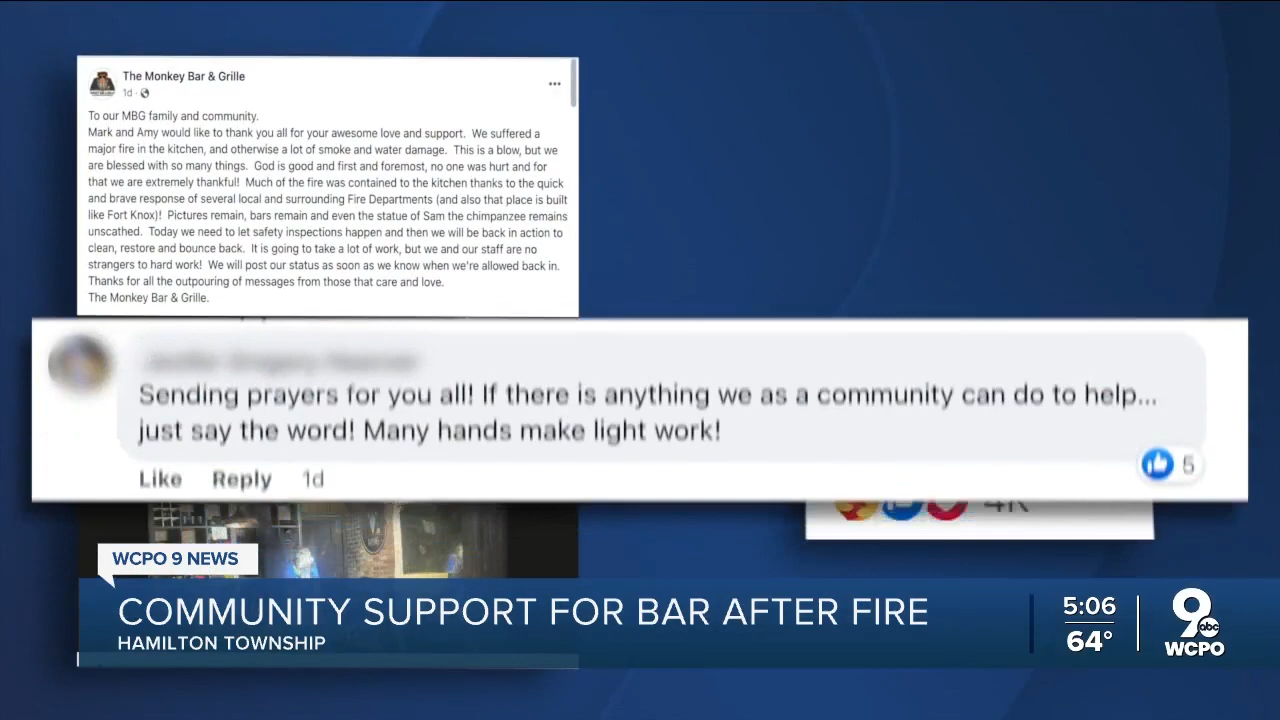 The Monkey Bar & Grille
1d ·
To our MBG family and community.
Mark and Amy would like to thank you all for your awesome love and support. We suffered a
major fire in the kitchen, and otherwise a lot of smoke and water damage. This is a blow, but we
are blessed with so many things. God is good and first and foremost, no one was hurt and for
that we are extremely thankful! Much of the fire was contained to the kitchen thanks to the quick
and brave response of several local and surrounding Fire Departments (and also that place is built
like Fort Knox)! Pictures remain, bars remain and even the statue of Sam the chimpanzee remains
unscathed. Today we need to let safety inspections happen and then we will be back in action to
clean, restore and bounce back. It is going to take a lot of work, but we and our staff are no
strangers to hard work! We will post our status as soon as we know when we're allowed back in.
Thanks for all the outpouring of messages from those that care and love.
The Monkey Bar & Grille.
Sending prayers for you all! If there is anything we as a community can do to help...
just say the word! Many hands make light work!
Like Reply 1d
5
4K
WCPO 9 NEWS
COMMUNITY SUPPORT FOR BAR AFTER FIRE
HAMILTON TOWNSHIP
5:06
64°
9
abc
WCPO